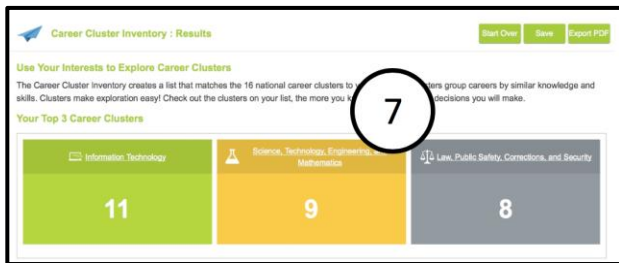 Career Cluster Inventory : Results
Start Over
Save
Export PDF
Use Your Interests to Explore Career Clusters
The Career Cluster Inventory creates a list that matches the 16 national career clusters to group careers by similar knowledge and
skills. Clusters make exploration easy! Check out the clusters on your list, the more you decisions you will make.
7
Your Top 3 Career Clusters
Information Technology
Science, Technology, Engineering, and
Mathematics
Law, Public Safety, Corrections, and Security
11
9
8